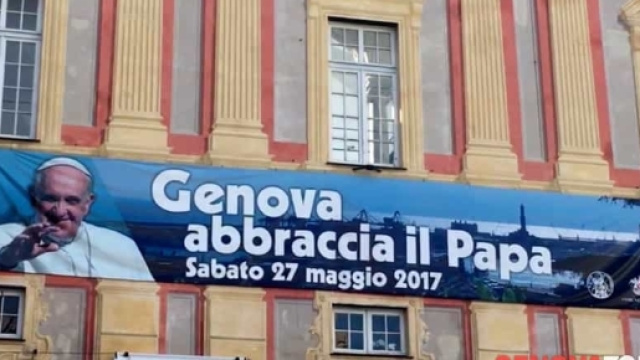 Genova
abbraccia il Papa
Sabato 27 maggio 2017